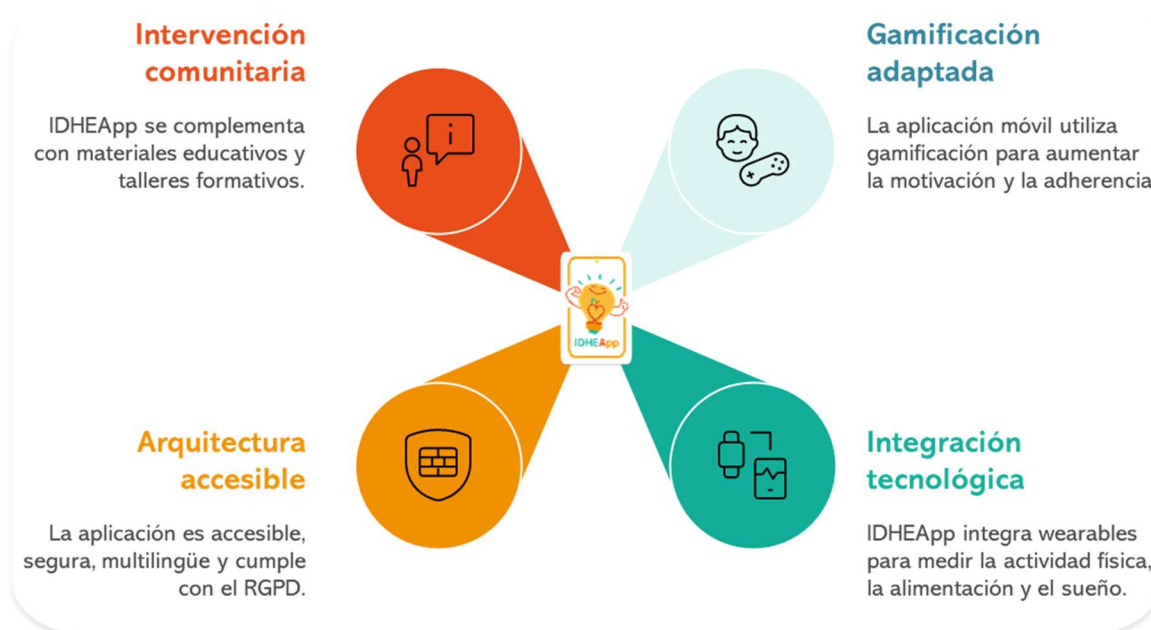 Intervención
comunitaria
IDHEApp se complementa
con materiales educativos y
talleres formativos.
Gamificación
adaptada
La aplicación móvil utiliza
gamificación para aumentar
la motivación y la adherencia
i
IDHEApp
Arquitectura
accesible
La aplicación es accesible,
segura, multilingüe y cumple
con el RGPD.
Integración
tecnológica
IDHEApp integra wearables
para medir la actividad física,
la alimentación y el sueño.